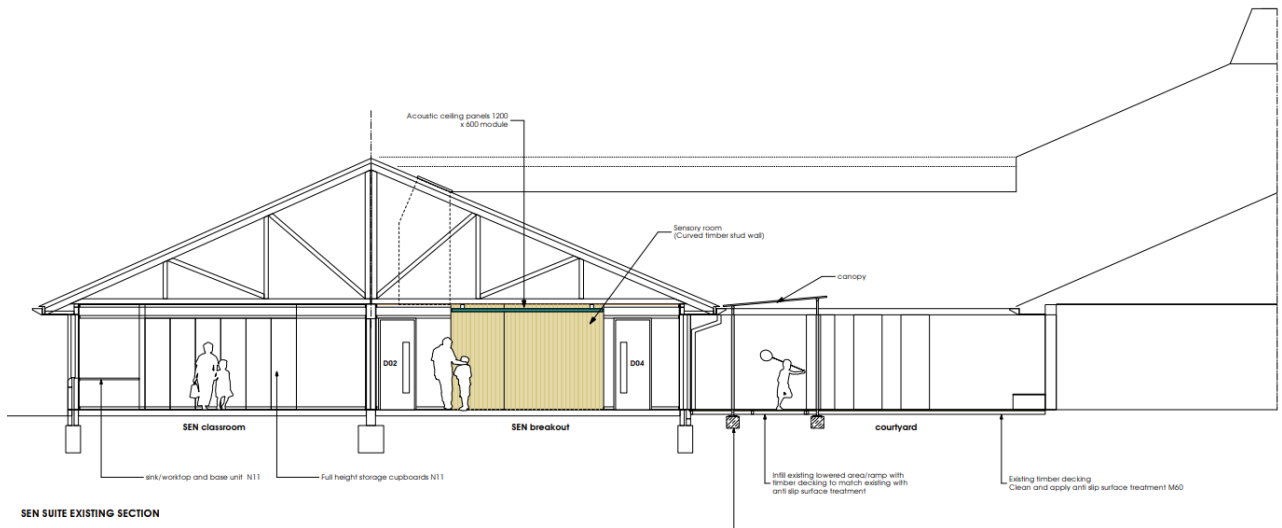 Acoustic ceiling panels 1200
x 600 module
Sensory room
(Curved timber stud wall)
canopy
D02
D04
SEN classroom
SEN breakout
courtyard
sink/worktop and base unit N11
Full height storage cupboards N11
Infill existing lowered area/ramp with
timber decking to match existing with
anti slip surface treatment
Existing timber decking
Clean and apply anti slip surface treatment M60
SEN SUITE EXISTING SECTION